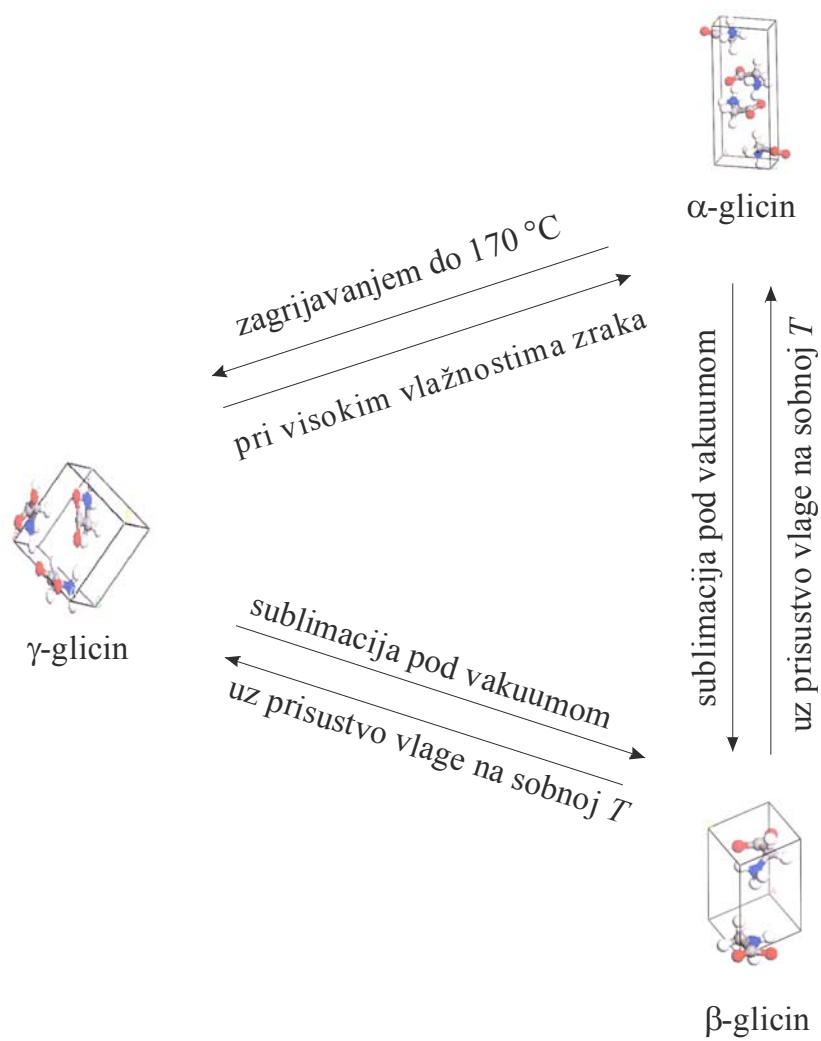 α-glicin
zagrijavanjem do 170 °C
pri visokim vlažnostima zraka
sublimacija pod vakuumom
uz prisustvo vlage na sobnoj T
γ-glicin
sublimacija pod vakuumom
uz prisustvo vlage na sobnoj T
β-glicin